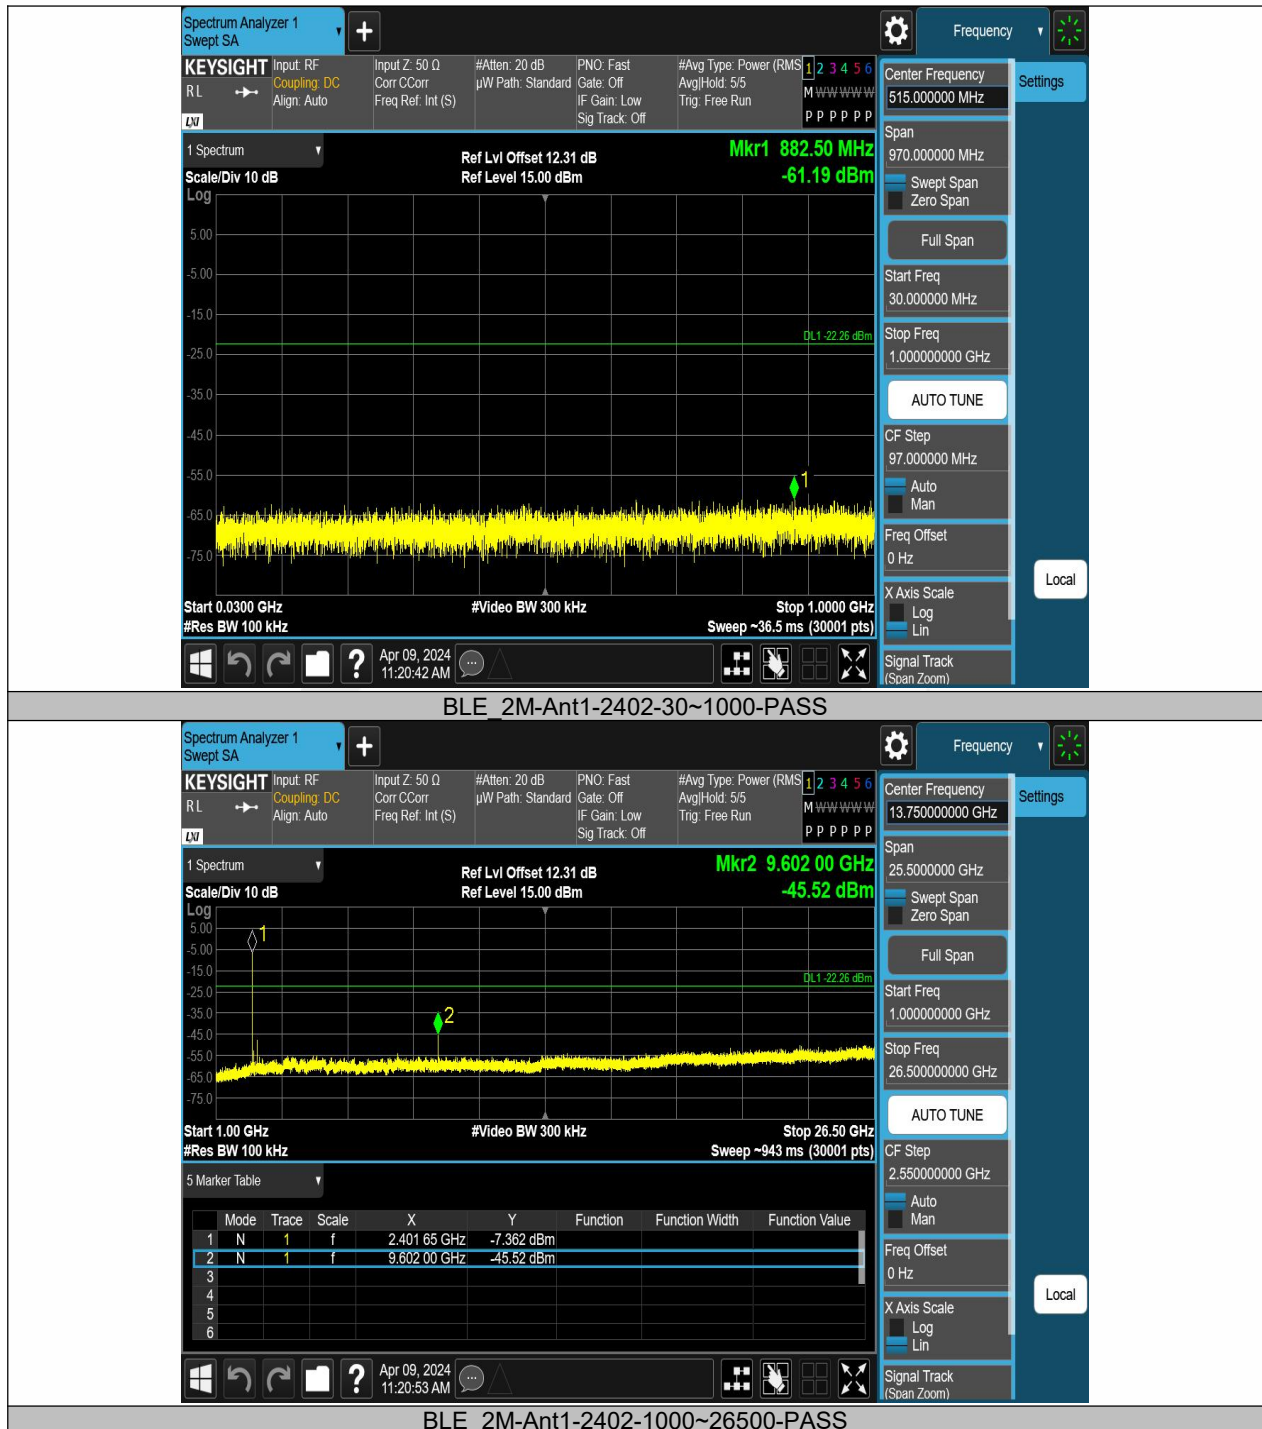 Spectrum Analyzer 1
Swept SA
+
Frequency
KEYSIGHT
RL
LXI
Input: RF
Coupling: DC
Align: Auto
Input Z: 50 Ω
Corr CCorr
Freq Ref: Int (S)
#Atten: 20 dB
µW Path: Standard
PNO: Fast
Gate: Off
IF Gain: Low
Sig Track: Off
#Avg Type: Power (RMS
Avg|Hold: 5/5
Trig: Free Run
1 2 3 4 5 6
M W W W W W
P P P P P P
1 Spectrum
Scale/Div 10 dB
Ref Lvl Offset 12.31 dB
Ref Level 15.00 dBm
Mkr1 882.50 MHz
-61.19 dBm
Log
5.00
-5.00
-15.0
DL1 -22.26 dBm
-25.0
-35.0
-45.0
-55.0
1
-65.0
-75.0
Start 0.0300 GHz
#Video BW 300 kHz
Stop 1.0000 GHz
#Res BW 100 kHz
Sweep ~36.5 ms (30001 pts)
?
Apr 09, 2024
11:20:42 AM
Center Frequency
515.000000 MHz
Settings
Span
970.000000 MHz
Swept Span
Zero Span
Full Span
Start Freq
30.000000 MHz
Stop Freq
1.000000000 GHz
AUTO TUNE
CF Step
97.000000 MHz
Auto
Man
Freq Offset
0 Hz
Local
X Axis Scale
Log
Lin
Signal Track
(Span Zoom)
BLE_2M-Ant1-2402-30~1000-PASS
Spectrum Analyzer 1
Swept SA
+
Frequency
KEYSIGHT
RL
LXI
Input: RF
Coupling: DC
Align: Auto
Input Z: 50 Ω
Corr CCorr
Freq Ref: Int (S)
#Atten: 20 dB
µW Path: Standard
PNO: Fast
Gate: Off
IF Gain: Low
Sig Track: Off
#Avg Type: Power (RMS
Avg|Hold: 5/5
Trig: Free Run
1 2 3 4 5 6
M W W W W W
P P P P P P
1 Spectrum
Scale/Div 10 dB
Ref Lvl Offset 12.31 dB
Ref Level 15.00 dBm
Mkr2 9.602 00 GHz
-45.52 dBm
Log
5.00
1
-5.00
-15.0
DL1 -22.26 dBm
-25.0
-35.0
2
-45.0
-55.0
-65.0
-75.0
Start 1.00 GHz
#Video BW 300 kHz
Stop 26.50 GHz
#Res BW 100 kHz
Sweep ~943 ms (30001 pts)
5 Marker Table
Mode Trace Scale X Y Function Function Width Function Value
1 N 1 f 2.401 65 GHz -7.362 dBm
2 N 1 f 9.602 00 GHz -45.52 dBm
3
4
5
6
?
Apr 09, 2024
11:20:53 AM
Center Frequency
13.750000000 GHz
Settings
Span
25.5000000 GHz
Swept Span
Zero Span
Full Span
Start Freq
1.000000000 GHz
Stop Freq
26.500000000 GHz
AUTO TUNE
CF Step
2.550000000 GHz
Auto
Man
Freq Offset
0 Hz
Local
X Axis Scale
Log
Lin
Signal Track
(Span Zoom)
BLE_2M-Ant1-2402-1000~26500-PASS